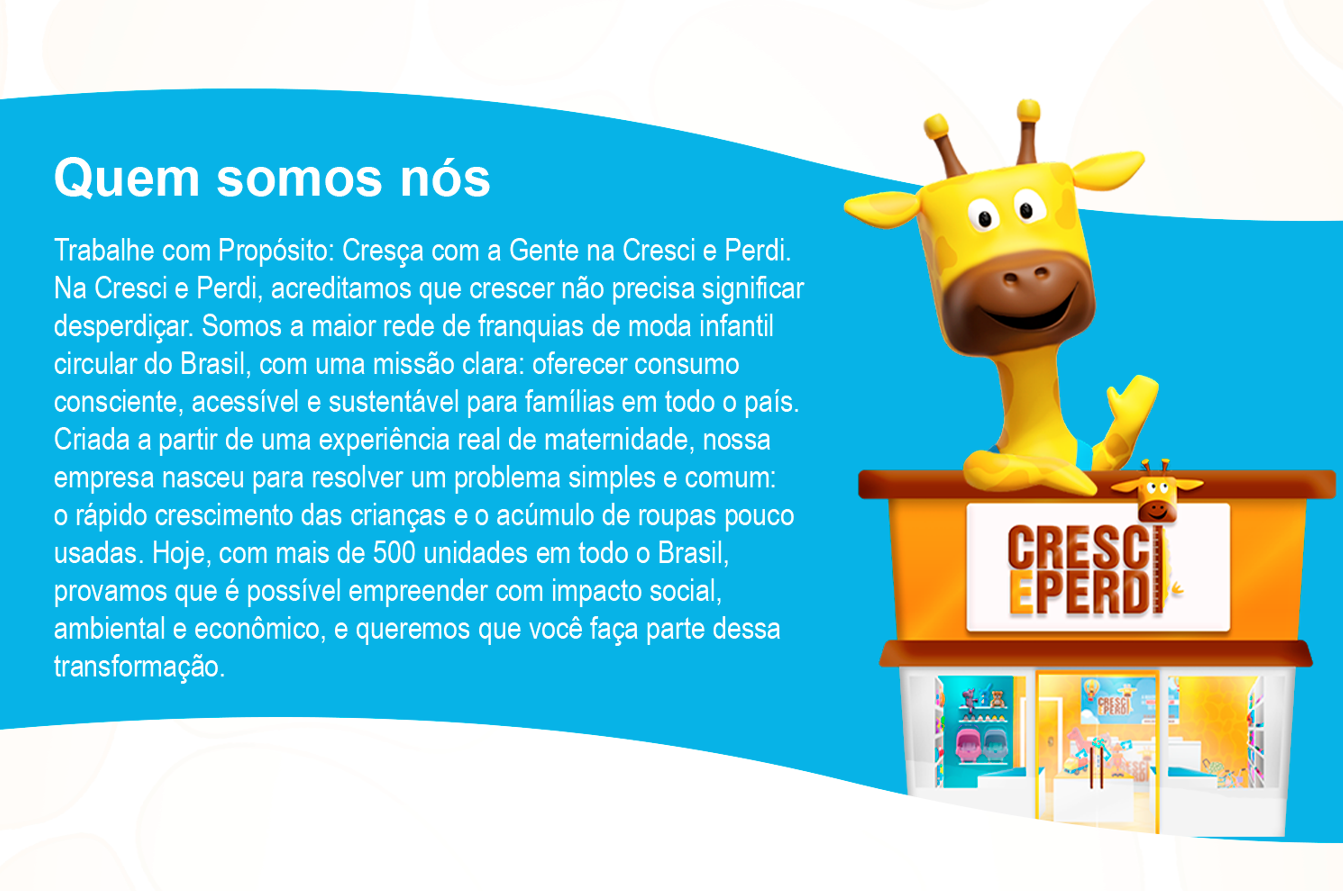 Quem somos nós
Trabalhe com Propósito: Cresça com a Gente na Cresci e Perdi.
Na Cresci e Perdi, acreditamos que crescer não precisa significar
desperdiçar. Somos a maior rede de franquias de moda infantil
circular do Brasil, com uma missão clara: oferecer consumo
consciente, acessível e sustentável para famílias em todo o país.
Criada a partir de uma experiência real de maternidade, nossa
empresa nasceu para resolver um problema simples e comum:
o rápido crescimento das crianças e o acúmulo de roupas pouco
usadas. Hoje, com mais de 500 unidades em todo o Brasil,
provamos que é possível empreender com impacto social,
ambiental e econômico, e queremos que você faça parte dessa
transformação.
CRESCI
EPERDI
CRESCI
EPERDI
CRESCI
EPERDI